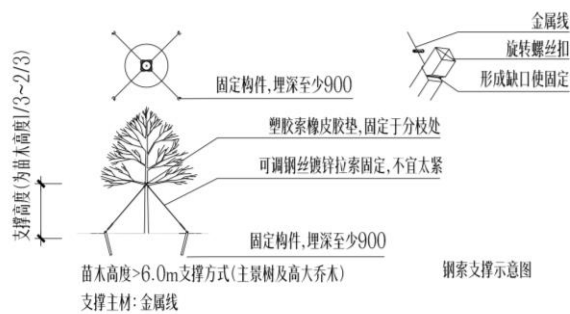 金属线
旋转螺丝扣
形成缺口使固定
固定构件,埋深至少900
塑胶索橡皮胶垫,固定于分枝处
可调钢丝镀锌拉索固定,不宜太紧
支撑高度(为苗木高度1/3~2/3)
固定构件,埋深至少900
苗木高度>6.0m支撑方式(主景树及高大乔木)
钢索支撑示意图
支撑主材:金属线